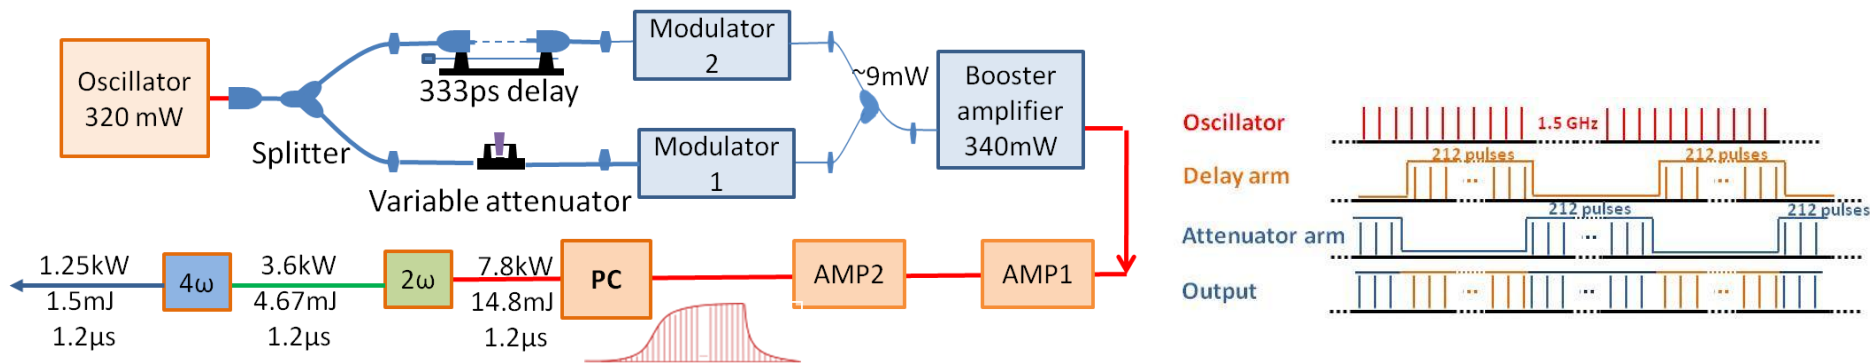 Oscillator
320 mW
Splitter
333ps delay
Variable attenuator
Modulator
2
Modulator
1
~9mW
Booster
amplifier
340mW
AMP1
AMP2
PC
7.8kW
14.8mJ
1.2µs
2ω
3.6kW
4.67mJ
1.2µs
4ω
1.25kW
1.5mJ
1.2µs
Oscillator
1.5 GHz
Delay arm
212 pulses
212 pulses
Attenuator arm
212 pulses
212 pulses
Output